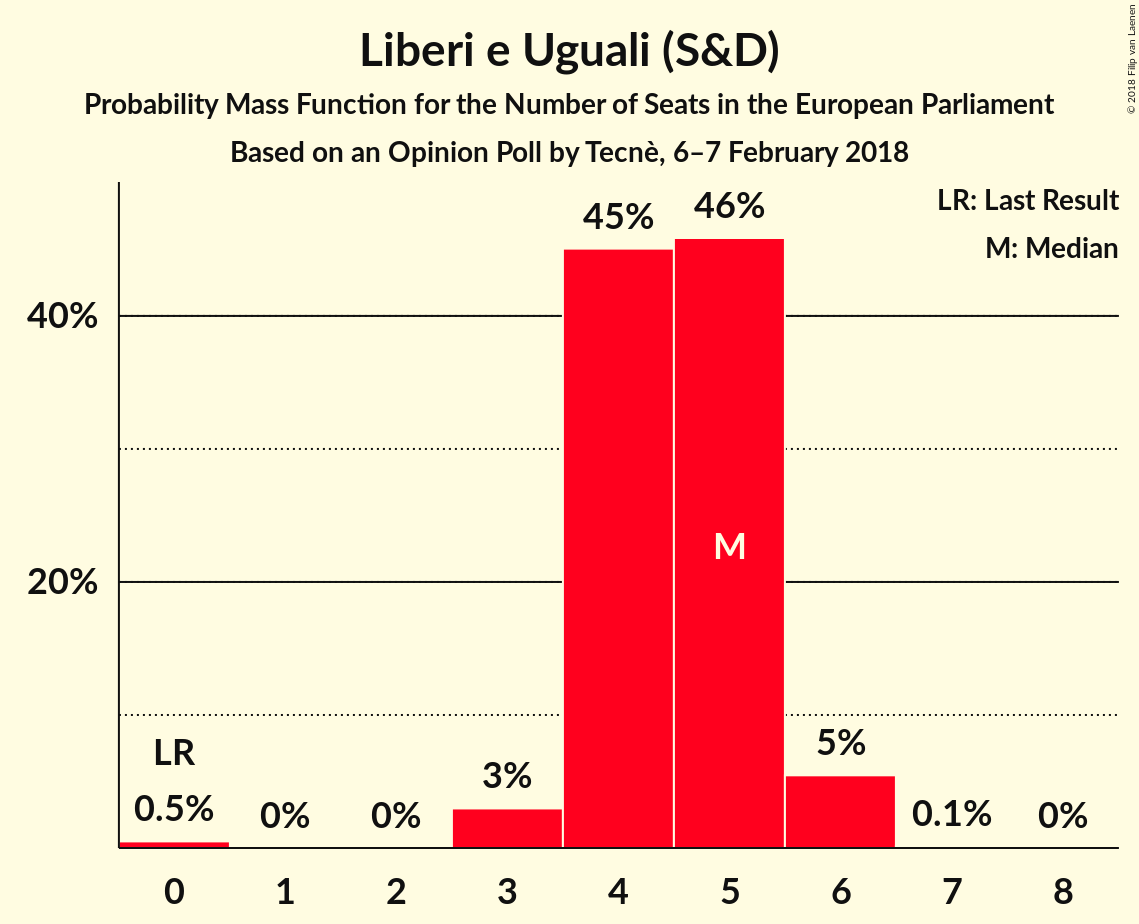 Liberi e Uguali (S&D)
Probability Mass Function for the Number of Seats in the European Parliament
Based on an Opinion Poll by Tecnè, 6–7 February 2018
© 2018 Filip van Laenen
LR: Last Result
M: Median
45%
46%
40%
M
20%
LR
0.5%
0%
0%
3%
5%
0.1%
0%
0
1
2
3
4
5
6
7
8